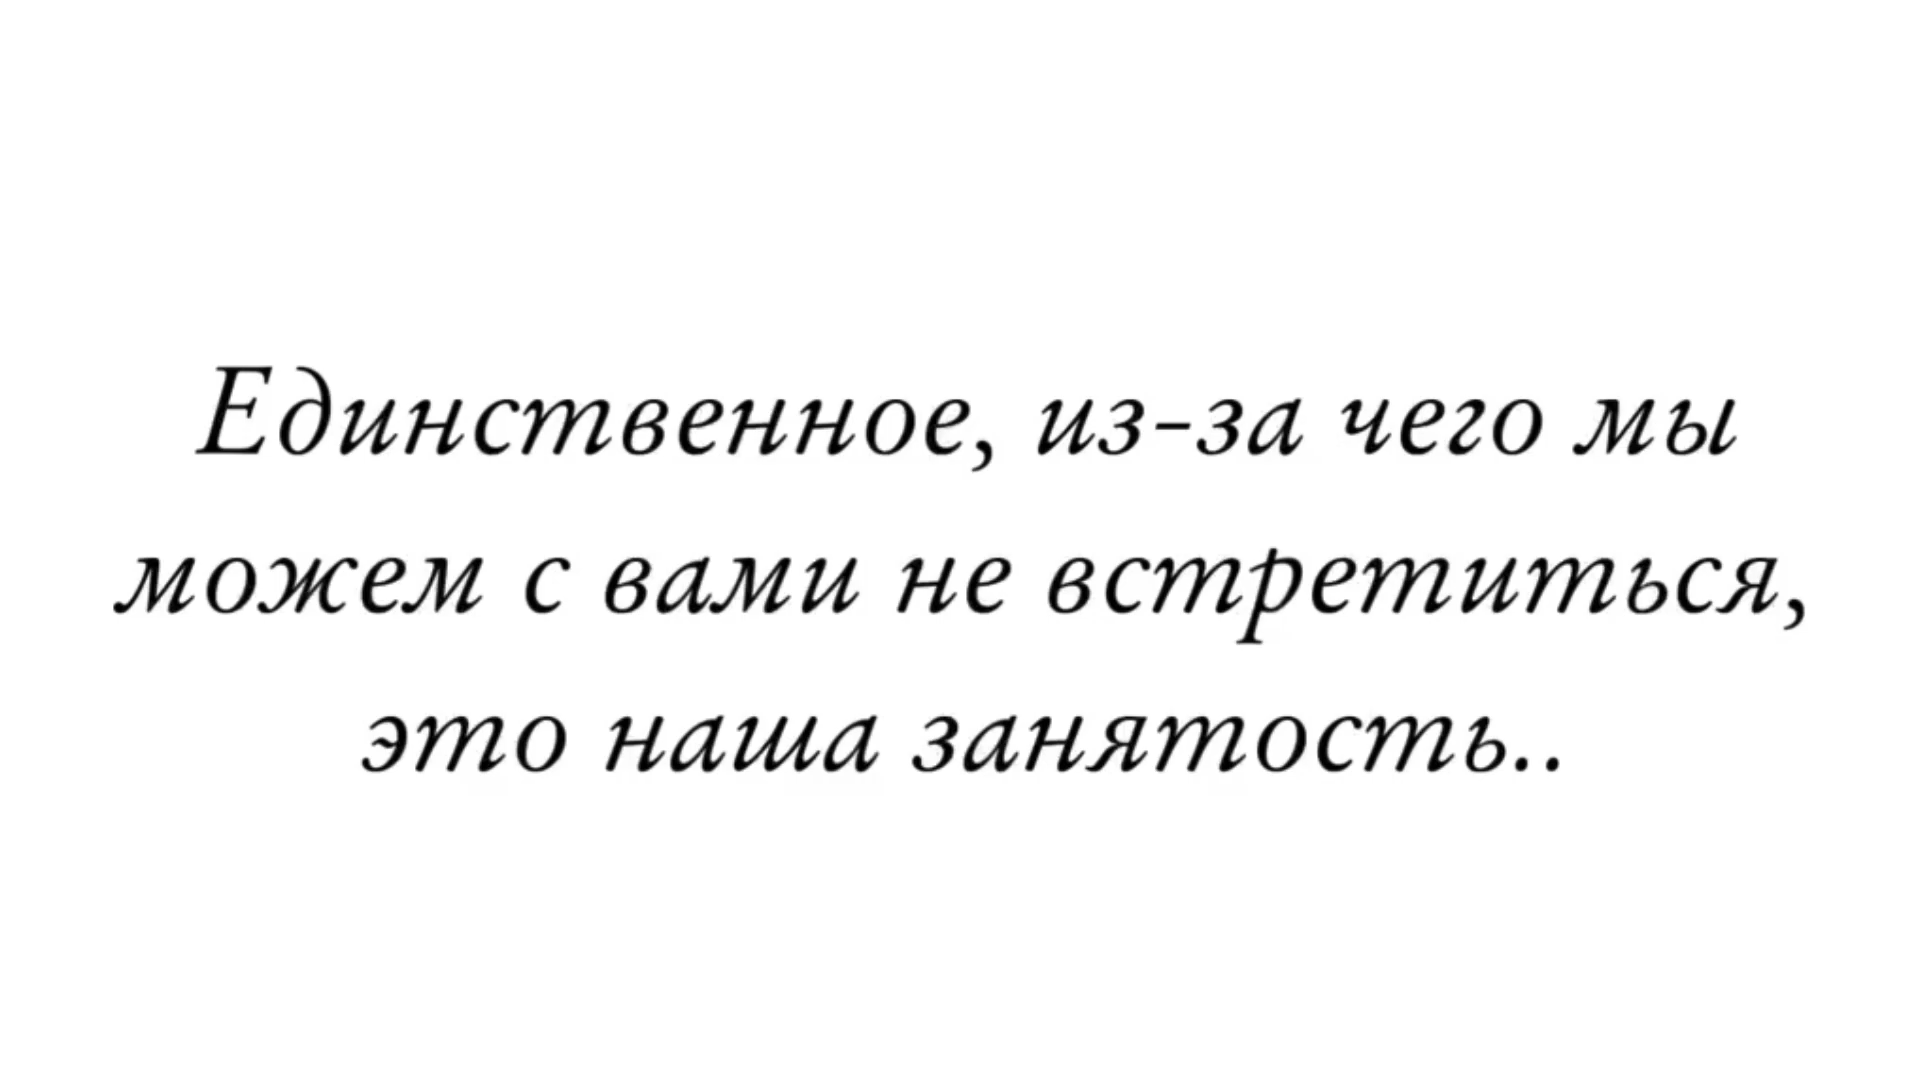 Единственное, из-за чего мы
можем с вами не встретиться,
это наша занятость..